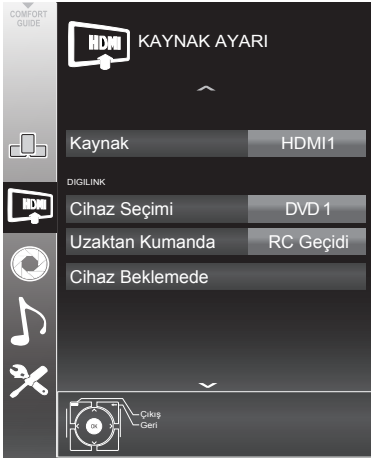 COMFORT
GUIDE
HDMI
KAYNAK AYARI
Kaynak HDMI1
DIGILINK
HDMI
Cihaz Seçimi DVD 1
Uzaktan Kumanda RC Geçidi
Cihaz Beklemede
Çıkış
Geri
OK